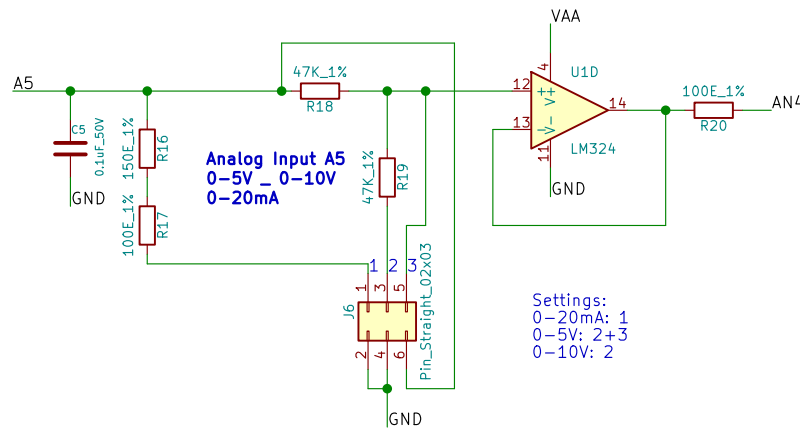 VAA
A5
47K_1%
R18
4
12
U1D
+
V+
14
100E_1%
R20
AN4
13
-
V-
LM324
11
GND
C5
0.1uF_50V
GND
150E_1%
R16
100E_1%
R17
Analog Input A5
0-5V _ 0-10V
0-20mA
47K_1%
R19
1 2 3
1
3
5
J6
Pin_Straight_02x03
2
4
6
GND
Settings:
0-20mA: 1
0-5V: 2+3
0-10V: 2